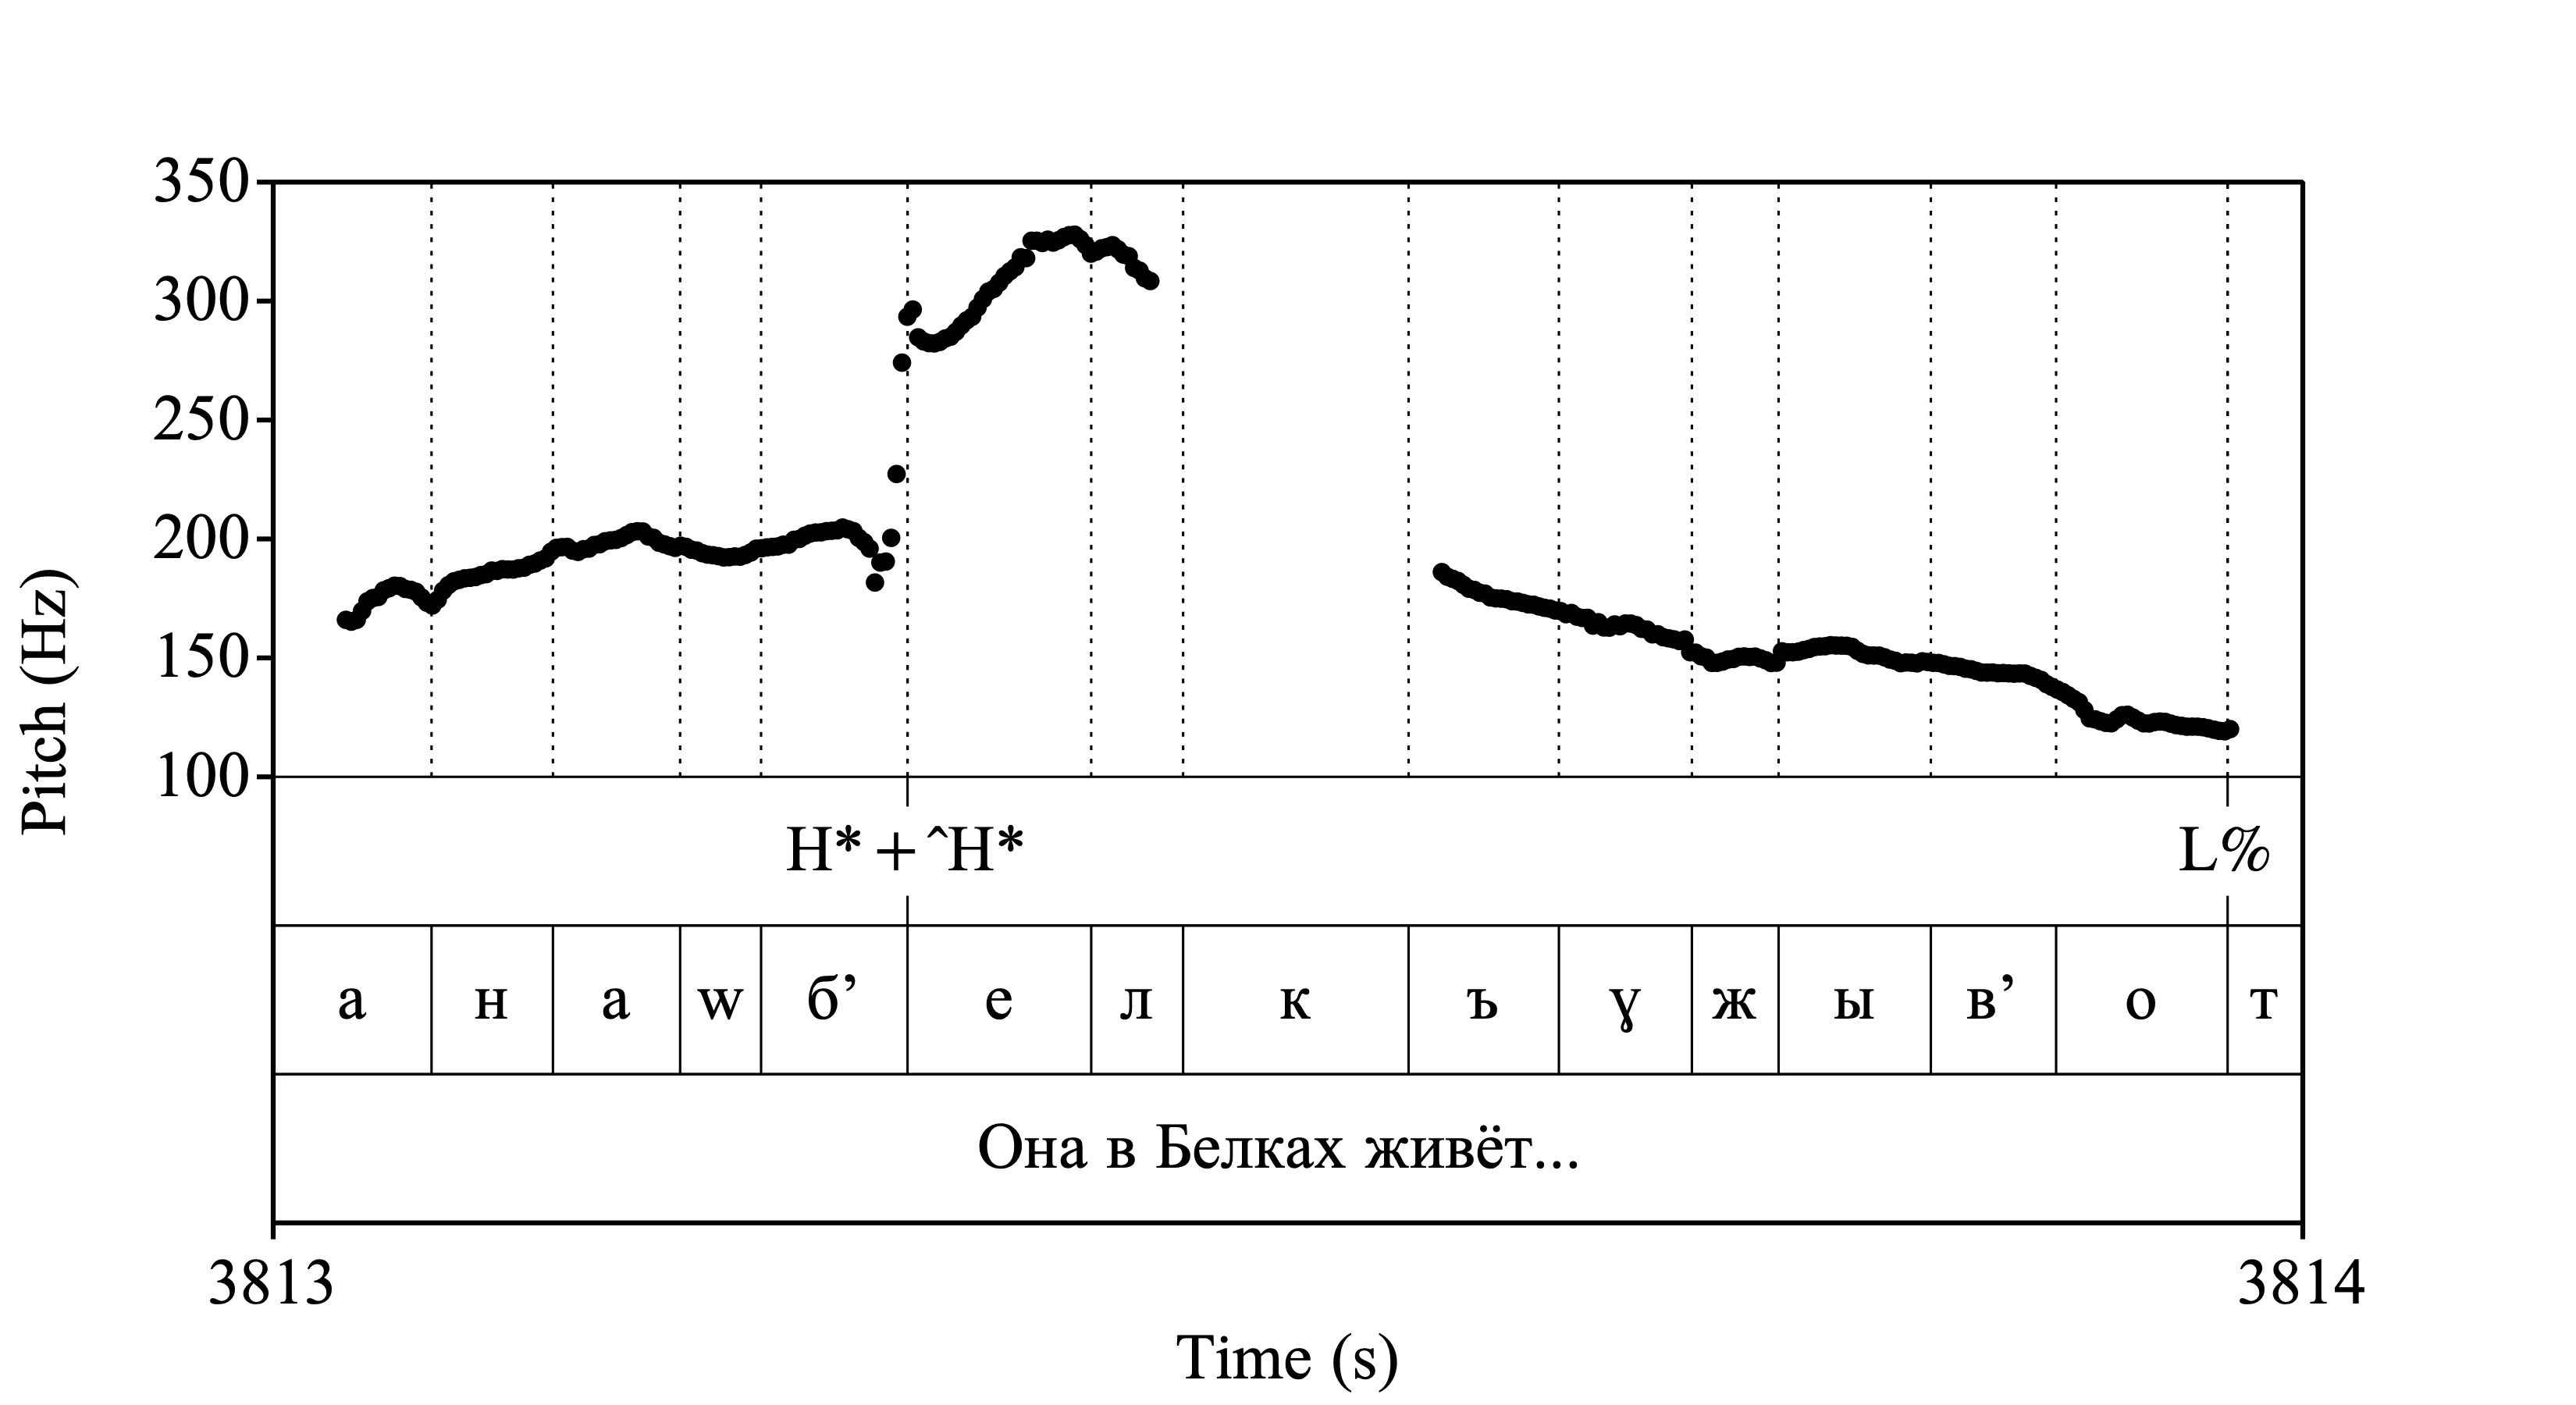 350
300
250
200
150
100
Pitch (Hz)
H* + ˆH* L%
а н а w б’ е л к ъ ɣ ж ы в’ о т
Она в Белках живёт...
3813 3814
Time (s)